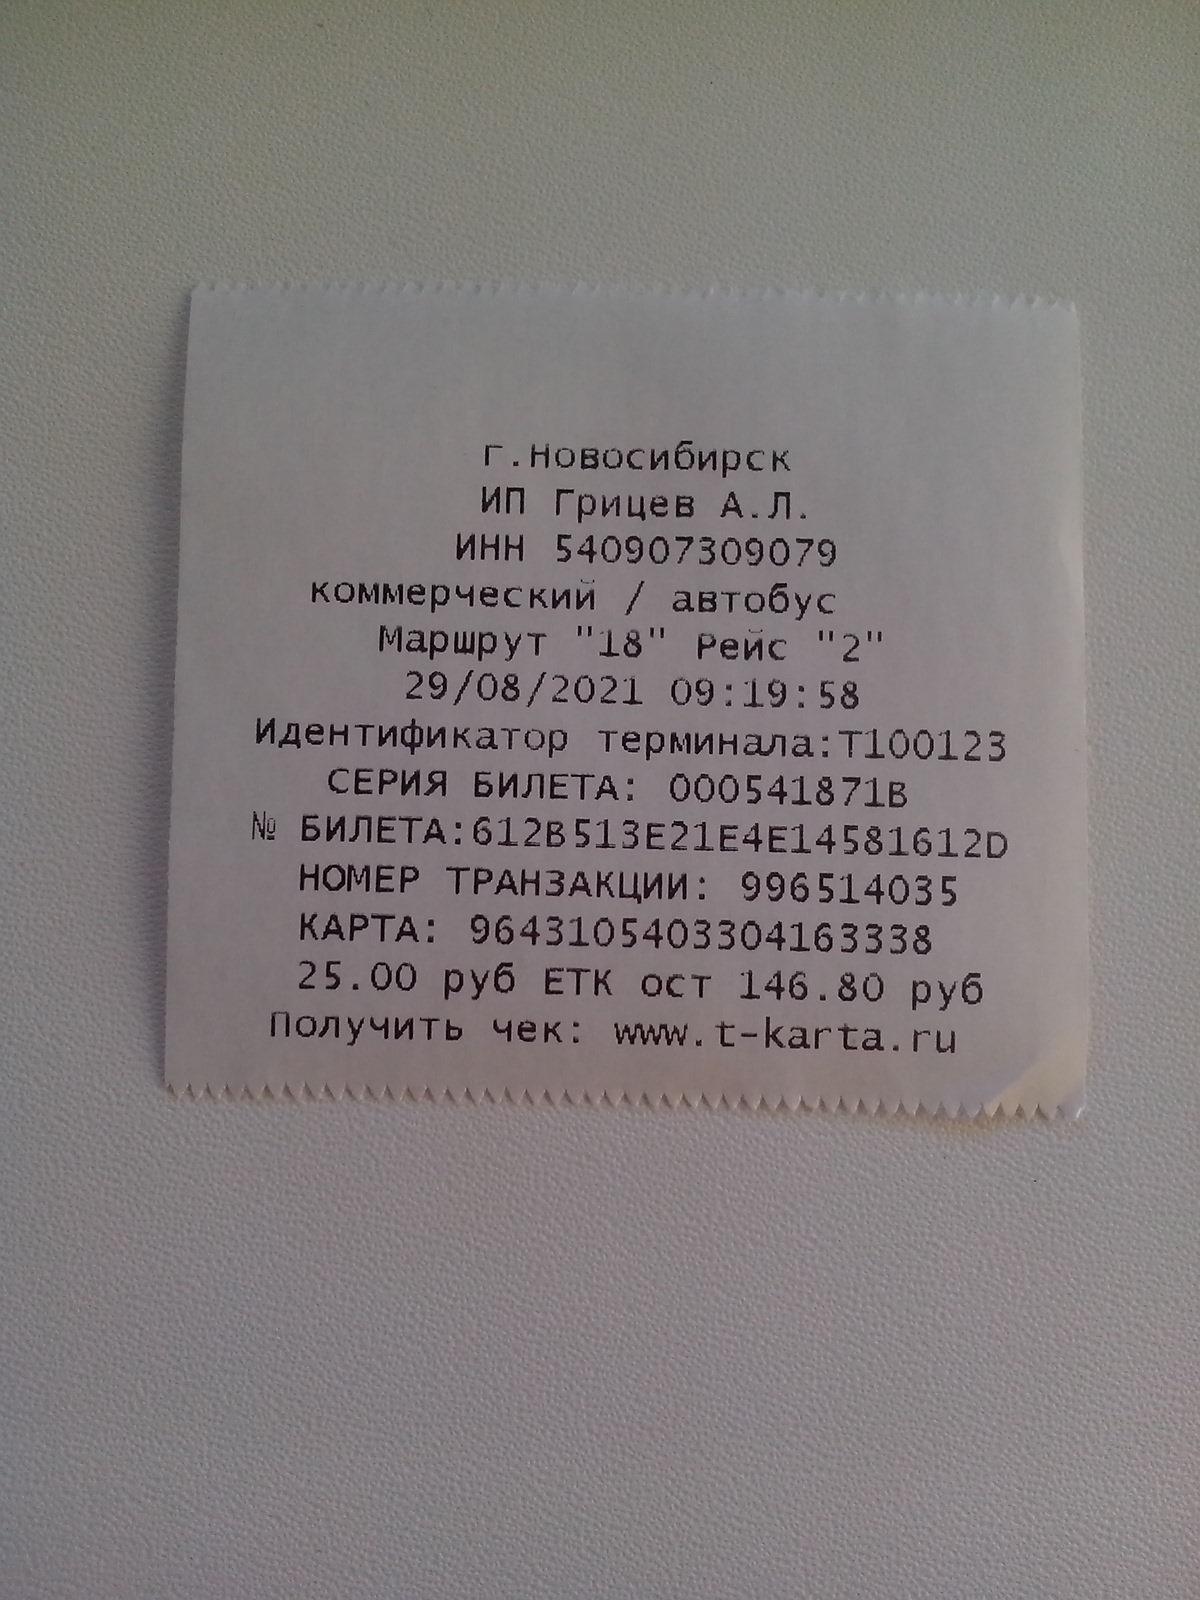 г.Новосибирск
ИП Грицев А.Л.
ИНН 540907309079
коммерческий / автобус
Маршрут "18" Рейс "2"
29/08/2021 09:19:58
Идентификатор терминала:Т100123
СЕРИЯ БИЛЕТА: 000541871B
№ БИЛЕТА:612B513E21E4E14581612D
НОМЕР ТРАНЗАКЦИИ: 996514035
КАРТА: 9643105403304163338
25.00 руб ЕТК ост 146.80 руб
Получить чек: www.t-karta.ru